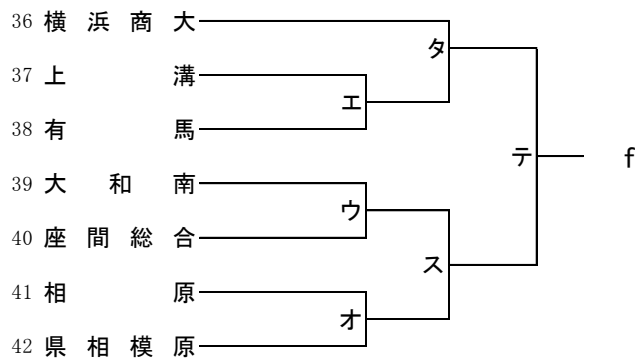 36 横浜商大
タ
37 上溝
エ
38 有馬
テ f
39 大和南
ウ
40 座間総合
ス
41 相原
オ
42 県相模原